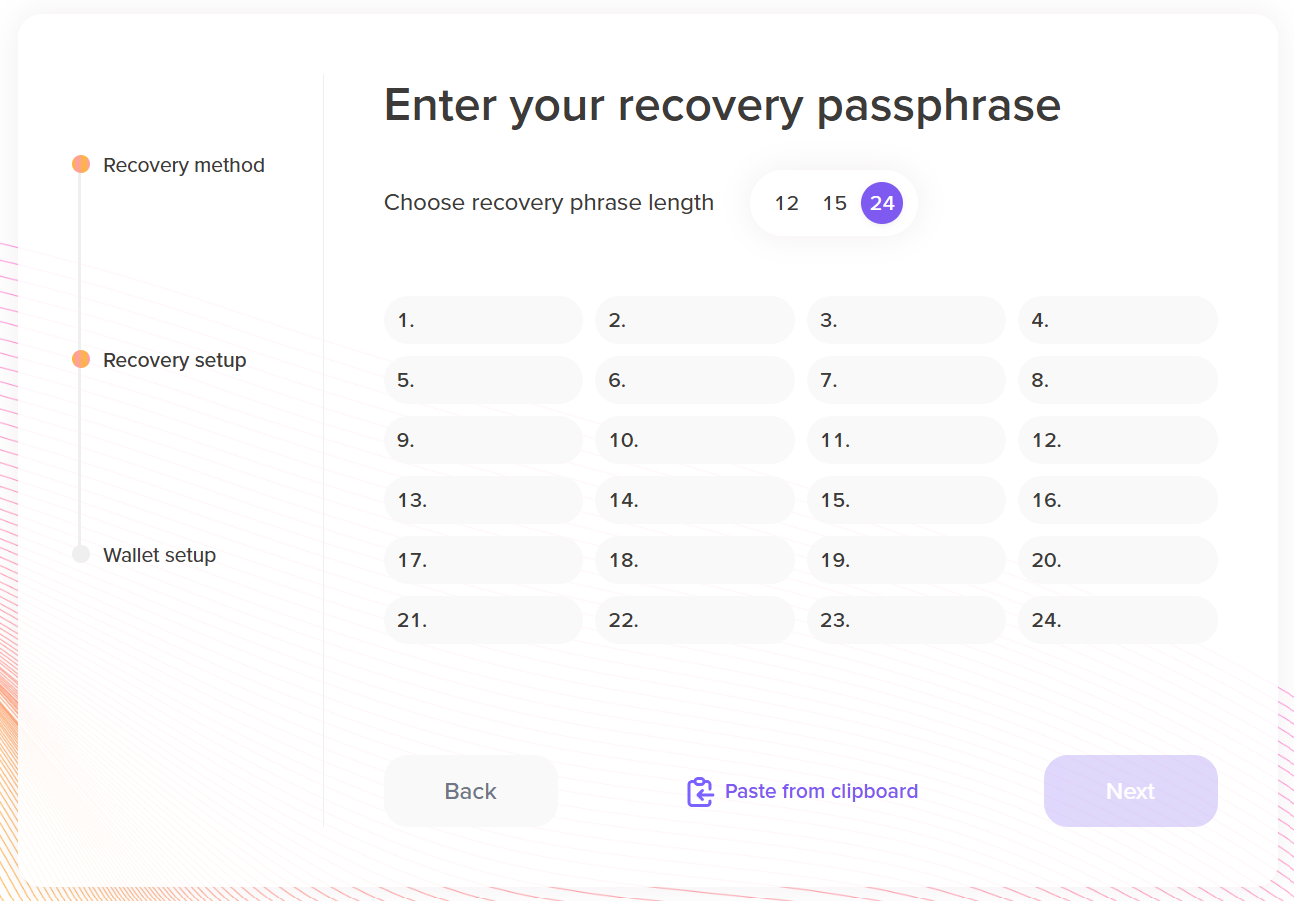 Enter your recovery passphrase
Recovery method
Choose recovery phrase length 12 15 24
1. 2. 3. 4.
Recovery setup
5. 6. 7. 8.
9. 10. 11. 12.
13. 14. 15. 16.
Wallet setup
17. 18. 19. 20.
21. 22. 23. 24.
Back Paste from clipboard Next